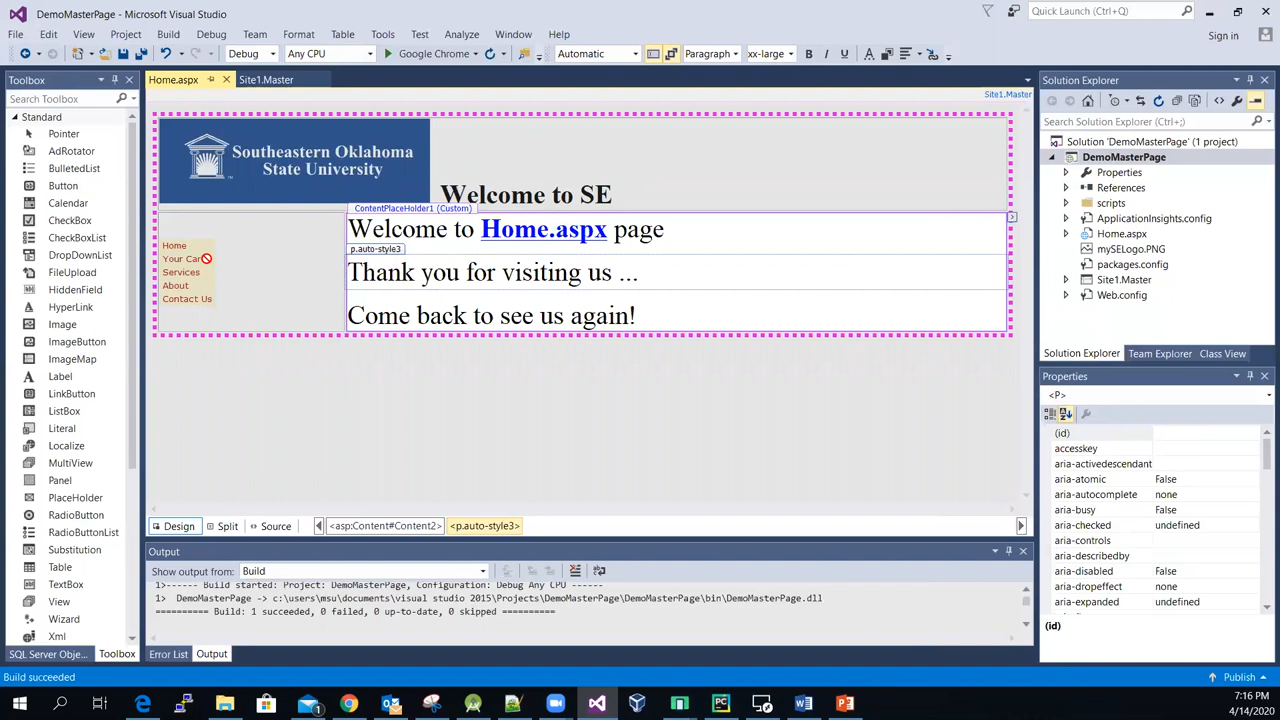 DemoMasterPage - Microsoft Visual Studio
Quick Launch (Ctrl+;)
File Edit View Project Build Debug Team Format Table Tools Test Analyze Window Help
Sign in
Debug Any CPU Google Chrome Automatic Paragraph xx-large B I U A
Toolbox
Search Toolbox
Standard
Pointer
AdRotator
BulletedList
Button
Calendar
CheckBox
CheckBoxList
DropDownList
FileUpload
HiddenField
HyperLink
Image
ImageButton
ImageMap
Label
LinkButton
ListBox
Literal
Localize
MultiView
Panel
PlaceHolder
RadioButton
RadioButtonList
Substitution
Table
TextBox
View
Wizard
Xml
SQL Server Obje... Toolbox
Home.aspx Site1.Master
Site1.Master
Southeastern Oklahoma
State University
Welcome to SE
ContentPlaceHolder1 (Custom)
Home
Your Car
Services
About
Contact Us
Welcome to Home.aspx page
p.auto-style3
Thank you for visiting us ...
Come back to see us again!
Design Split Source <asp:Content#Content2> <p.auto-style3>
Output
Show output from: Build
1>------ Build started: Project: DemoMasterPage, Configuration: Debug Any CPU ------
1> DemoMasterPage -> c:\users\msu\documents\visual studio 2015\Projects\DemoMasterPage\DemoMasterPage\bin\DemoMasterPage.dll
========== Build: 1 succeeded, 0 failed, 0 up-to-date, 0 skipped ==========
Error List Output
Solution Explorer
Search Solution Explorer (Ctrl+;)
Solution 'DemoMasterPage' (1 project)
DemoMasterPage
Properties
References
scripts
ApplicationInsights.config
Home.aspx
mySELogo.PNG
packages.config
Site1.Master
Web.config
Solution Explorer Team Explorer Class View
Properties
<P>
(id)
accesskey
aria-activedescendant
aria-atomic False
aria-autocomplete none
aria-busy False
aria-checked undefined
aria-controls
aria-describedby
aria-disabled False
aria-dropeffect none
aria-expanded undefined
(id)
Build succeeded
Publish
7:16 PM
4/14/2020